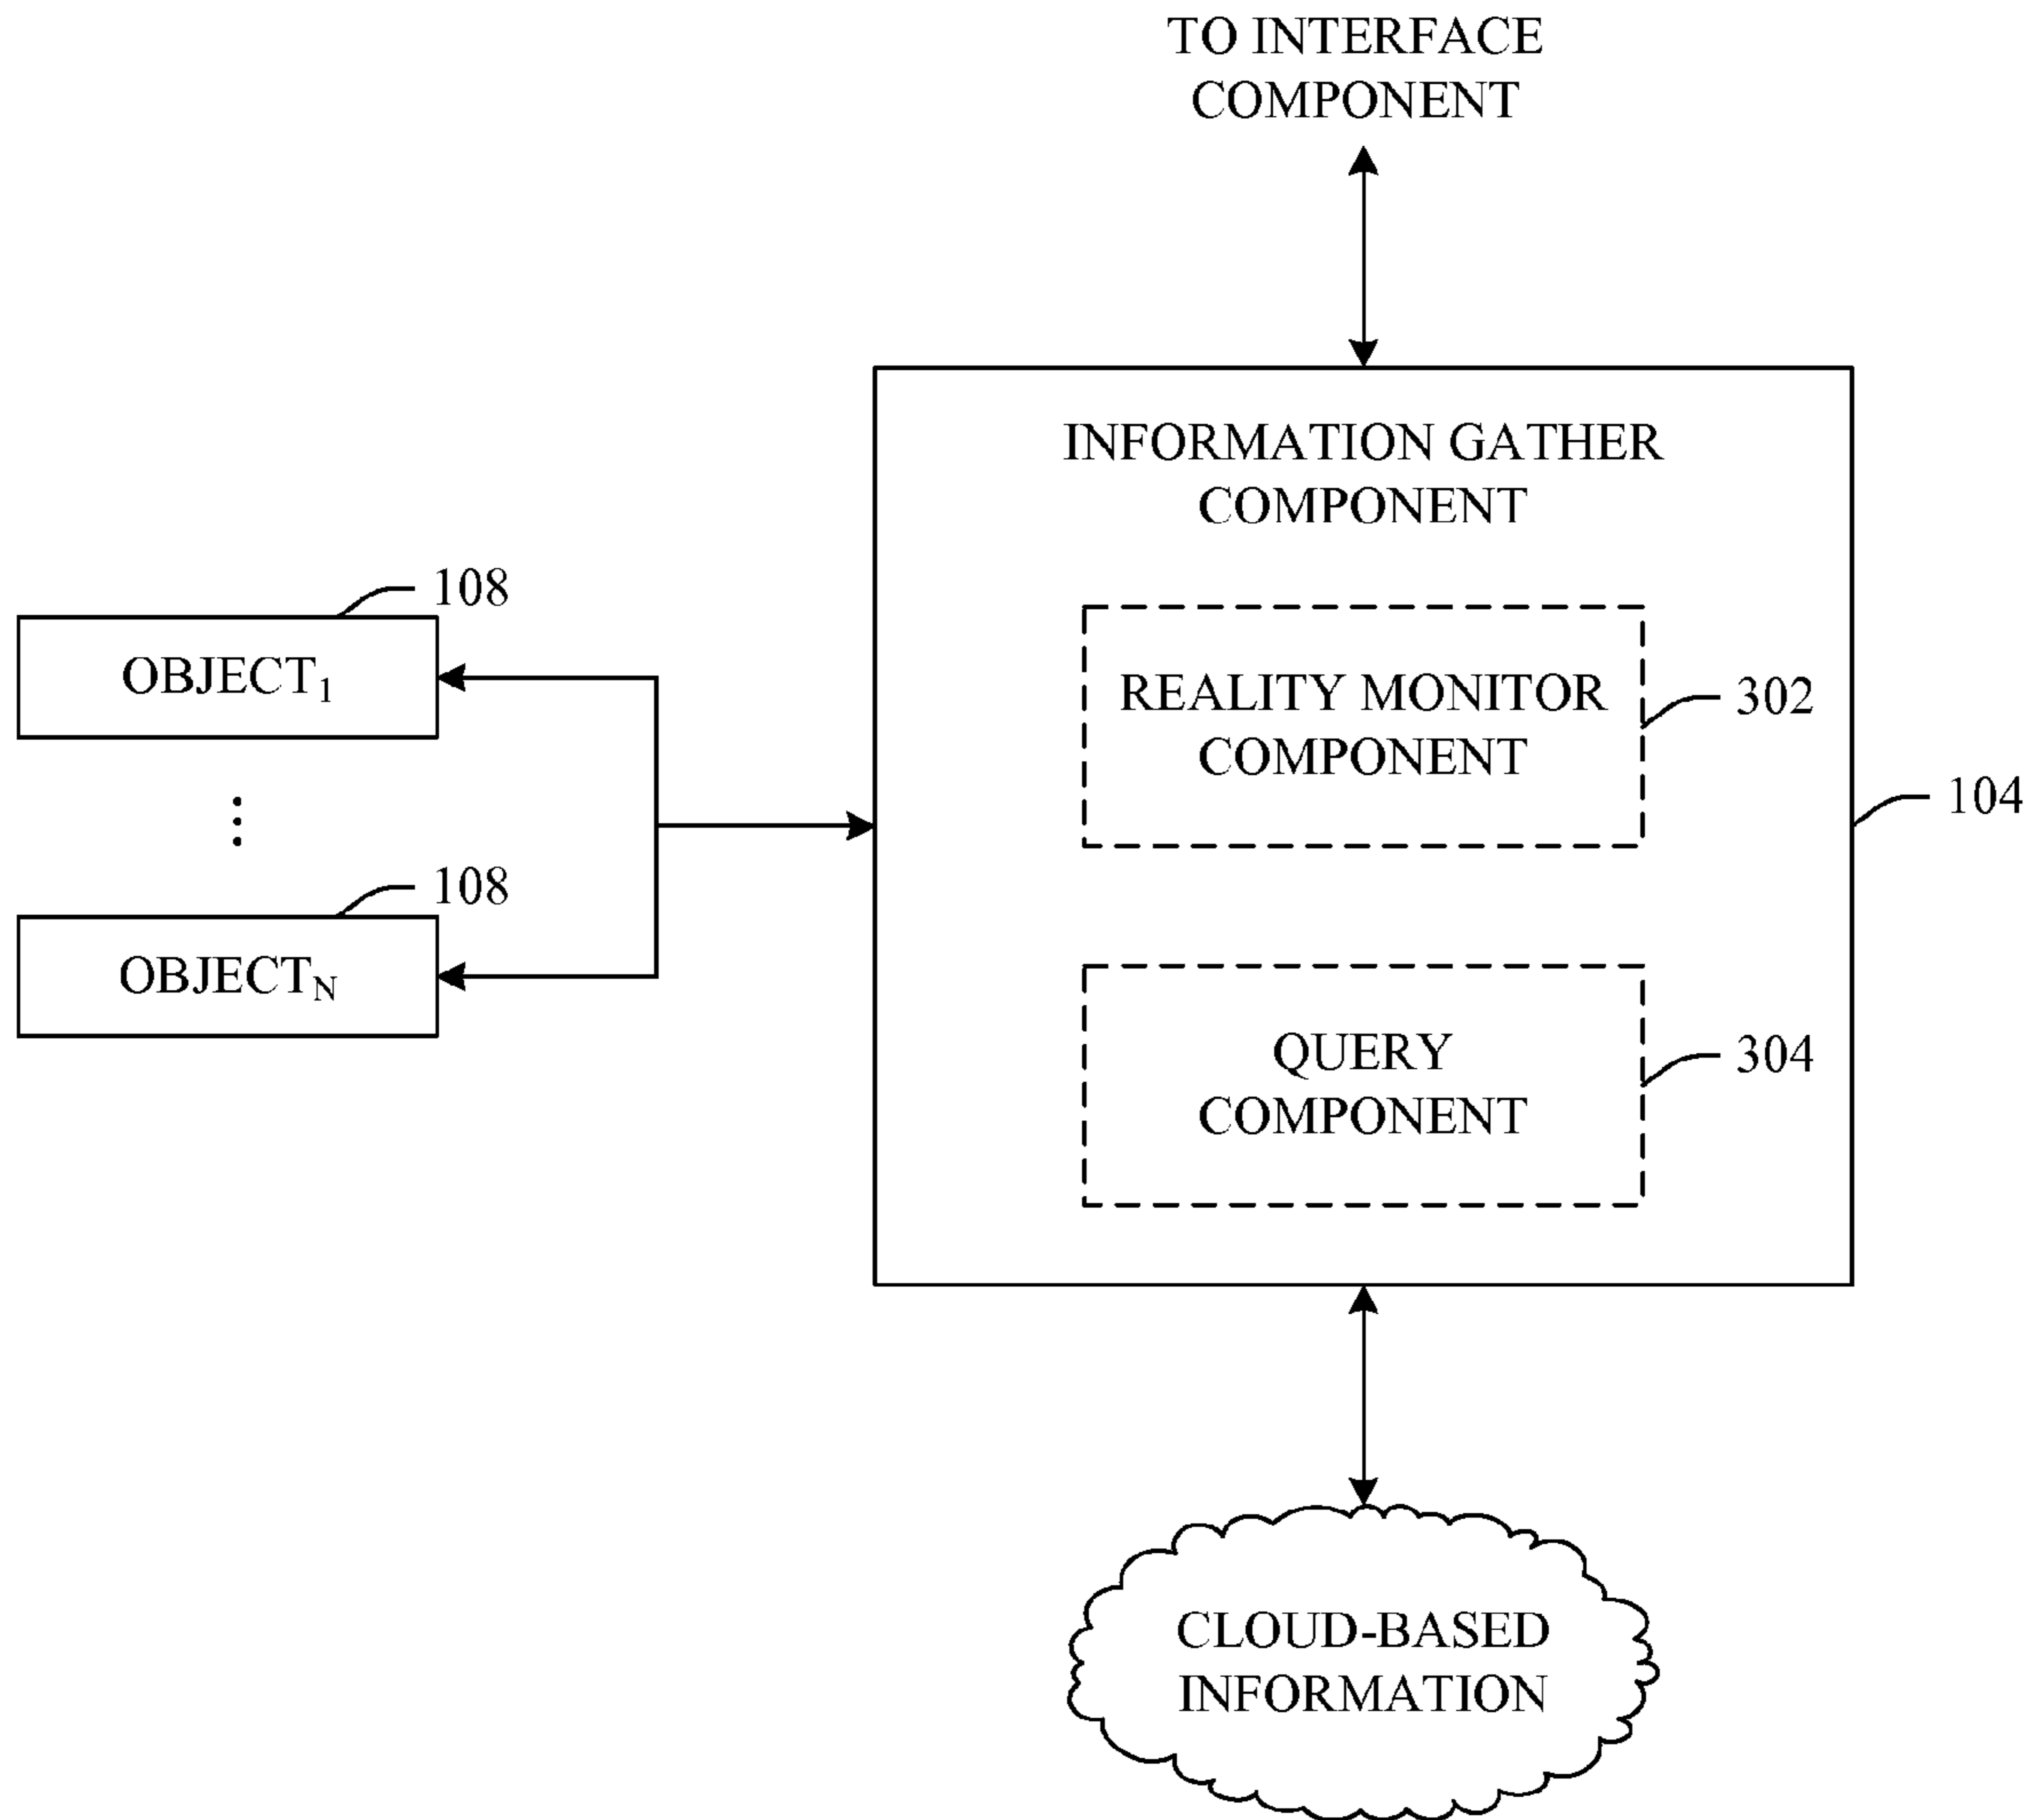 TO INTERFACE
COMPONENT
INFORMATION GATHER
COMPONENT
108
OBJECT₁
REALITY MONITOR
COMPONENT
302
104
108
OBJECT_N
QUERY
COMPONENT
304
CLOUD-BASED
INFORMATION